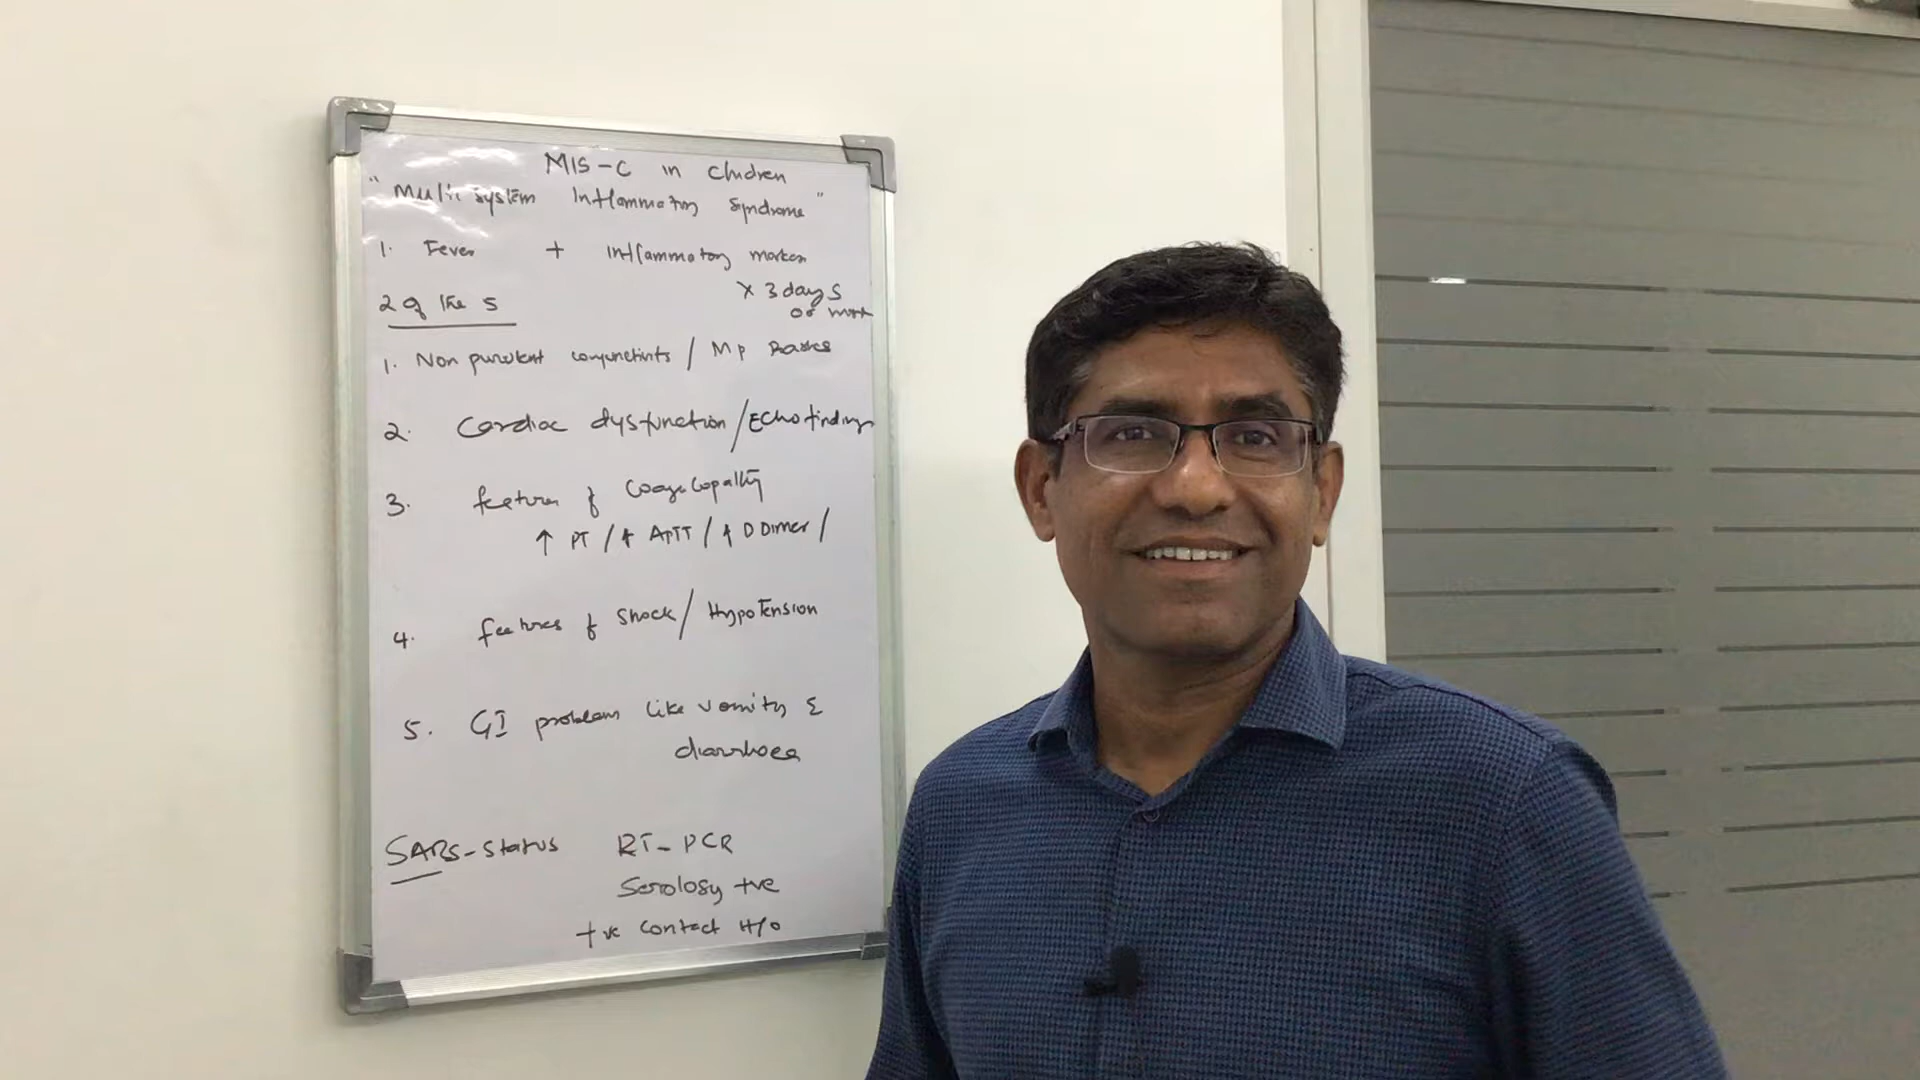 MIS-C in Children
"Multi system Inflammatory Syndrome"
1. Fever + Inflammatory markers
x 3 days
or more
2 of the 5
1. Non purulent conjunctivits / Mp Rashes
2. Cardiac dysfunction / Echo findings
3. features of Coagulopathy
↑ PT / ↑ APTT / ↑ D Dimer /
4. features of Shock / Hypotension
5. GI problems like vomiting &
diarrhoea
SARS-Status RT-PCR
Serology +ve
+ve contact H/o